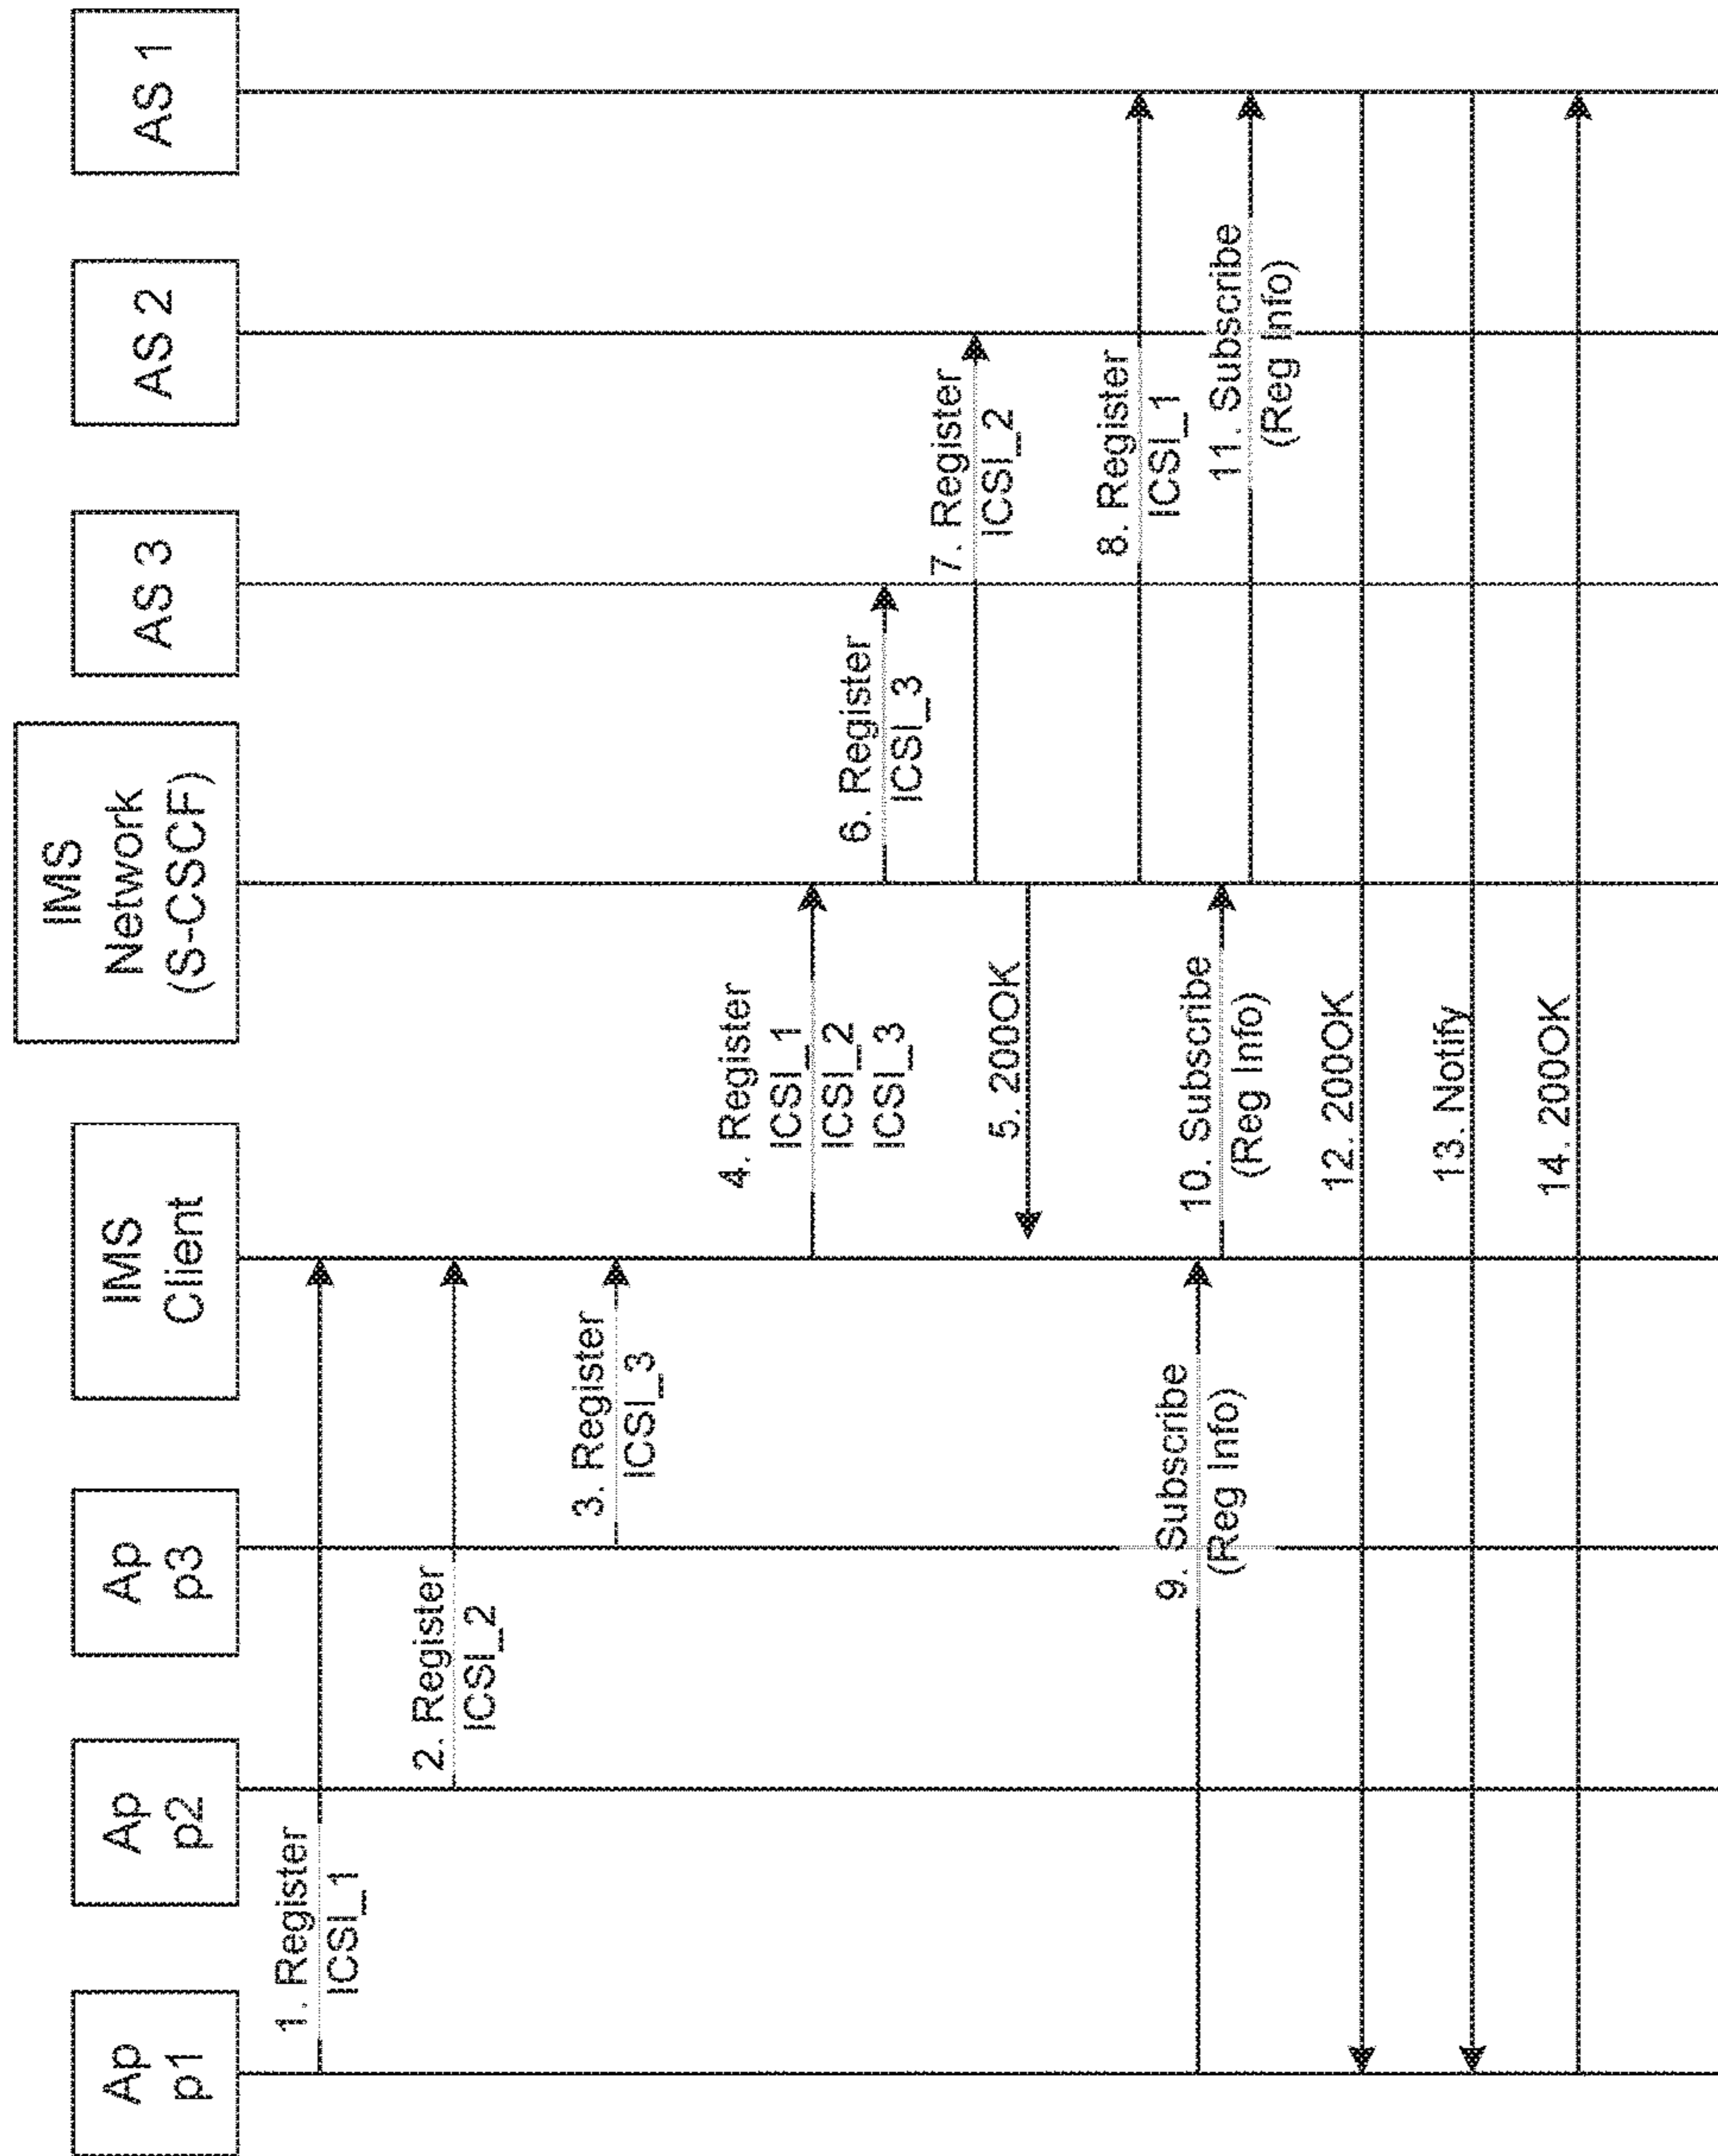 Ap
p1
Ap
p2
Ap
p3
IMS
Client
IMS
Network
(S-CSCF)
AS 3
AS 2
AS 1
1. Register
ICSI_1
2. Register
ICSI_2
3. Register
ICSI_3
4. Register
ICSI_1
ICSI_2
ICSI_3
6. Register
ICSI_3
7. Register
ICSI_2
5. 200OK
8. Register
ICSI_1
9. Subscribe
(Reg Info)
10. Subscribe
(Reg Info)
11. Subscribe
(Reg Info)
12. 200OK
13. Notify
14. 200OK